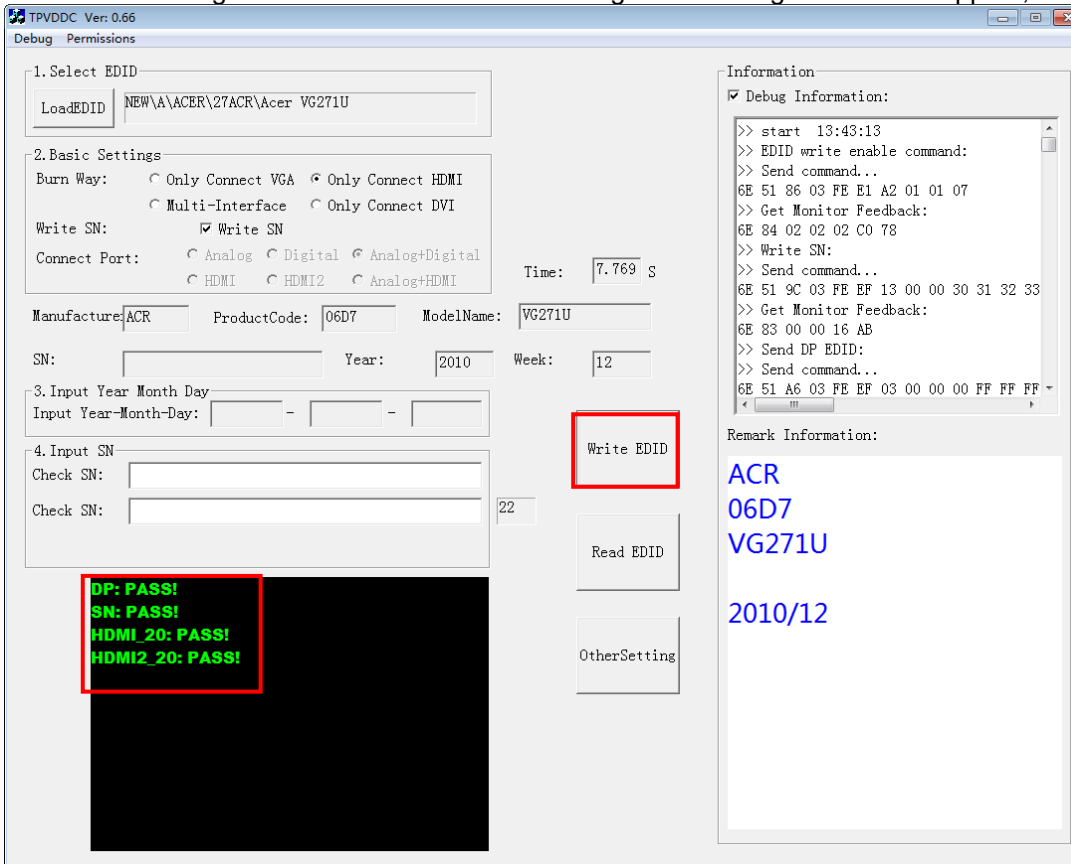 TPVDDC Ver: 0.66
Debug Permissions
1. Select EDID
LoadEDID NEW\A\ACER\27ACR\Acer VG271U
2. Basic Settings
Burn Way: Only Connect VGA Only Connect HDMI
Multi-Interface Only Connect DVI
Write SN: Write SN
Connect Port: Analog Digital Analog+Digital
HDMI HDMI2 Analog+HDMI
Time: 7.769 S
Manufacture: ACR ProductCode: 06D7 ModelName: VG271U
SN: Year: 2010 Week: 12
3. Input Year Month Day
Input Year-Month-Day: - -
4. Input SN
Check SN:
Check SN: 22
Write EDID
Read EDID
OtherSetting
DP: PASS!
SN: PASS!
HDMI_20: PASS!
HDMI2_20: PASS!
Information
Debug Information:
>> start 13:43:13
>> EDID write enable command:
>> Send command...
6E 51 86 03 FE E1 A2 01 01 07
>> Get Monitor Feedback:
6E 84 02 02 02 C0 78
>> Write SN:
>> Send command...
6E 51 9C 03 FE EF 13 00 00 30 31 32 33
>> Get Monitor Feedback:
6E 83 00 00 16 AB
>> Send DP EDID:
>> Send command...
6E 51 A6 03 FE EF 03 00 00 00 FF FF FF
Remark Information:
ACR
06D7
VG271U
2010/12